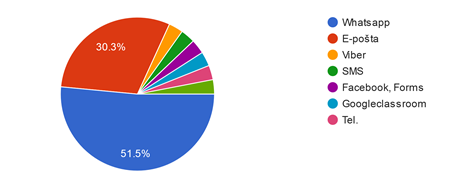 30.3%
51.5%
Whatsapp
E-pošta
Viber
SMS
Facebook, Forms
Googleclassroom
Tel.